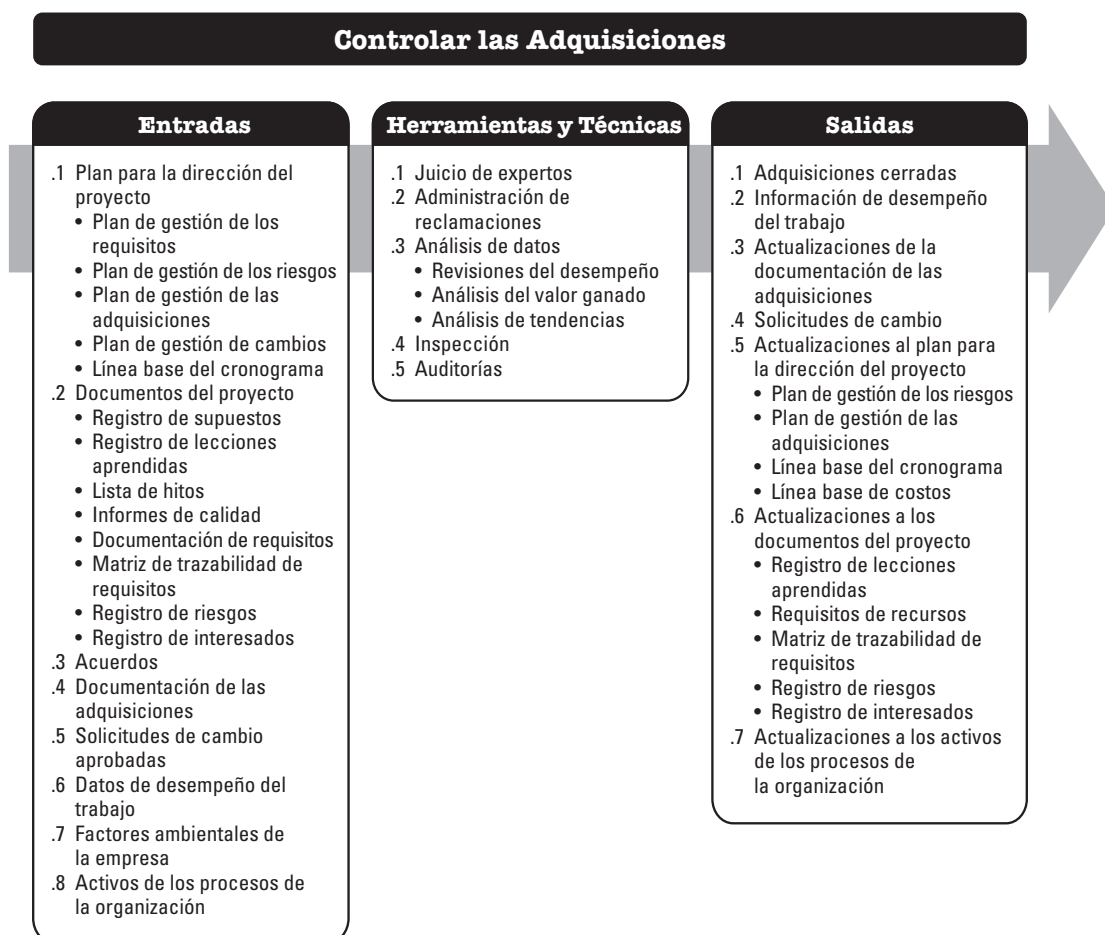 Controlar las Adquisiciones
Entradas
.1 Plan para la dirección del
proyecto
• Plan de gestión de los
requisitos
• Plan de gestión de los riesgos
• Plan de gestión de las
adquisiciones
• Plan de gestión de cambios
• Línea base del cronograma
.2 Documentos del proyecto
• Registro de supuestos
• Registro de lecciones
aprendidas
• Lista de hitos
• Informes de calidad
• Documentación de requisitos
• Matriz de trazabilidad de
requisitos
• Registro de riesgos
• Registro de interesados
.3 Acuerdos
.4 Documentación de las
adquisiciones
.5 Solicitudes de cambio
aprobadas
.6 Datos de desempeño del
trabajo
.7 Factores ambientales de
la empresa
.8 Activos de los procesos de
la organización
Herramientas y Técnicas
.1 Juicio de expertos
.2 Administración de
reclamaciones
.3 Análisis de datos
• Revisiones del desempeño
• Análisis del valor ganado
• Análisis de tendencias
.4 Inspección
.5 Auditorías
Salidas
.1 Adquisiciones cerradas
.2 Información de desempeño
del trabajo
.3 Actualizaciones de la
documentación de las
adquisiciones
.4 Solicitudes de cambio
.5 Actualizaciones al plan para
la dirección del proyecto
• Plan de gestión de los riesgos
• Plan de gestión de las
adquisiciones
• Línea base del cronograma
• Línea base de costos
.6 Actualizaciones a los
documentos del proyecto
• Registro de lecciones
aprendidas
• Requisitos de recursos
• Matriz de trazabilidad de
requisitos
• Registro de riesgos
• Registro de interesados
.7 Actualizaciones a los activos
de los procesos de
la organización